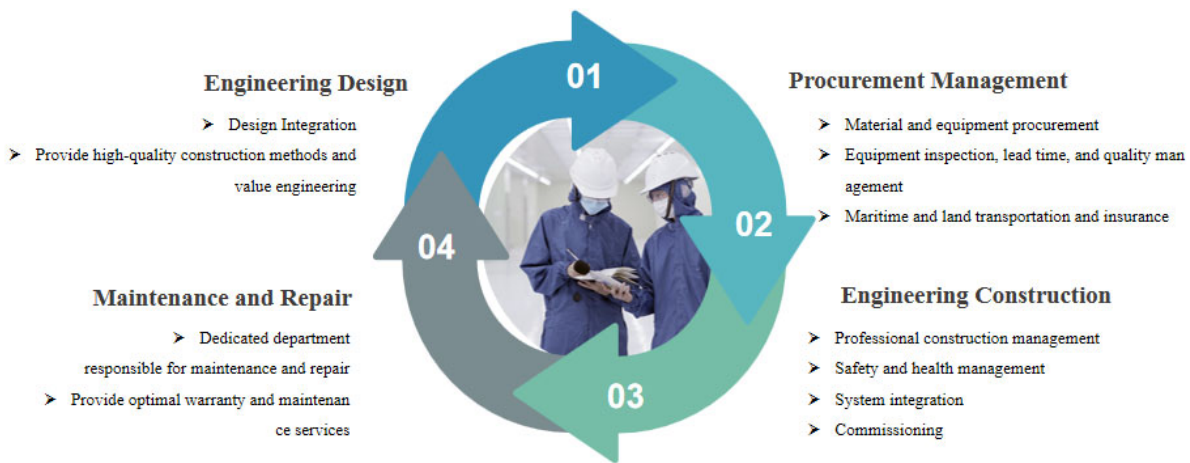 01
Engineering Design
➢ Design Integration
➢ Provide high-quality construction methods and
value engineering
02
Procurement Management
➢ Material and equipment procurement
➢ Equipment inspection, lead time, and quality man
agement
➢ Maritime and land transportation and insurance
03
Engineering Construction
➢ Professional construction management
➢ Safety and health management
➢ System integration
➢ Commissioning
04
Maintenance and Repair
➢ Dedicated department
responsible for maintenance and repair
➢ Provide optimal warranty and maintenan
ce services